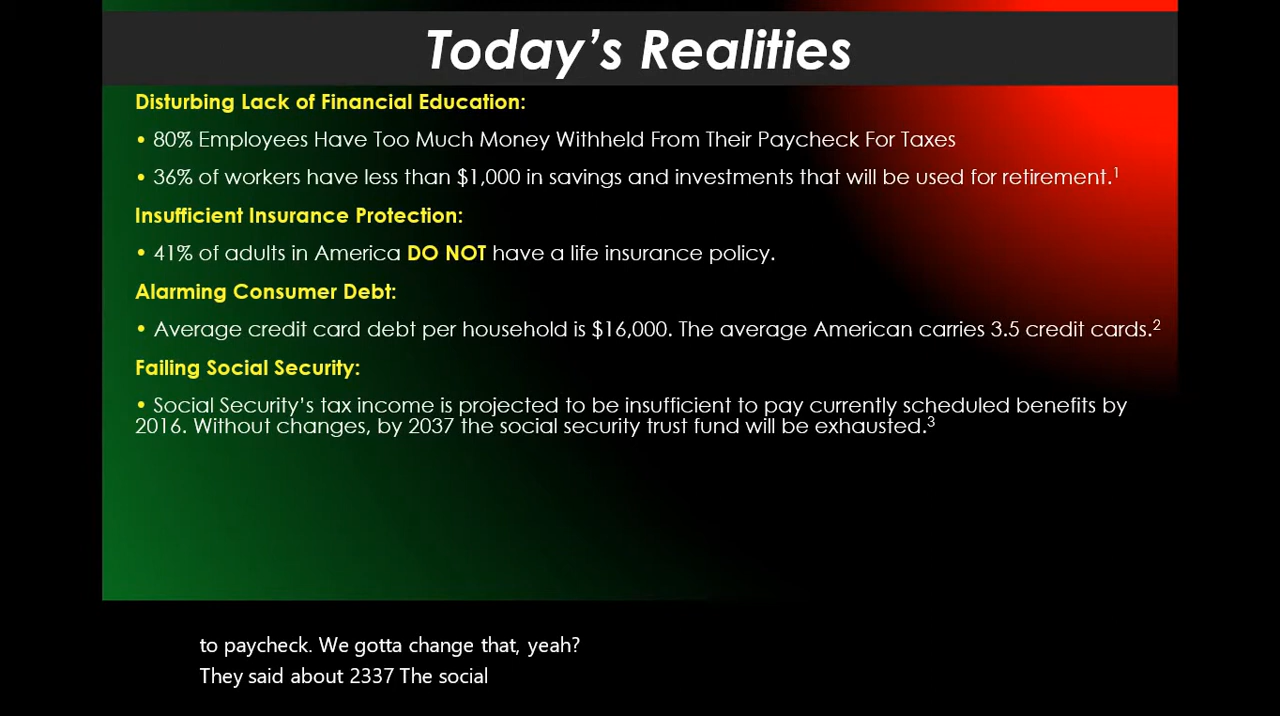 Today’s Realities
Disturbing Lack of Financial Education:
• 80% Employees Have Too Much Money Withheld From Their Paycheck For Taxes
• 36% of workers have less than $1,000 in savings and investments that will be used for retirement.¹
Insufficient Insurance Protection:
• 41% of adults in America DO NOT have a life insurance policy.
Alarming Consumer Debt:
• Average credit card debt per household is $16,000. The average American carries 3.5 credit cards.²
Failing Social Security:
• Social Security’s tax income is projected to be insufficient to pay currently scheduled benefits by
2016. Without changes, by 2037 the social security trust fund will be exhausted.³
to paycheck. We gotta change that, yeah?
They said about 2337 The social